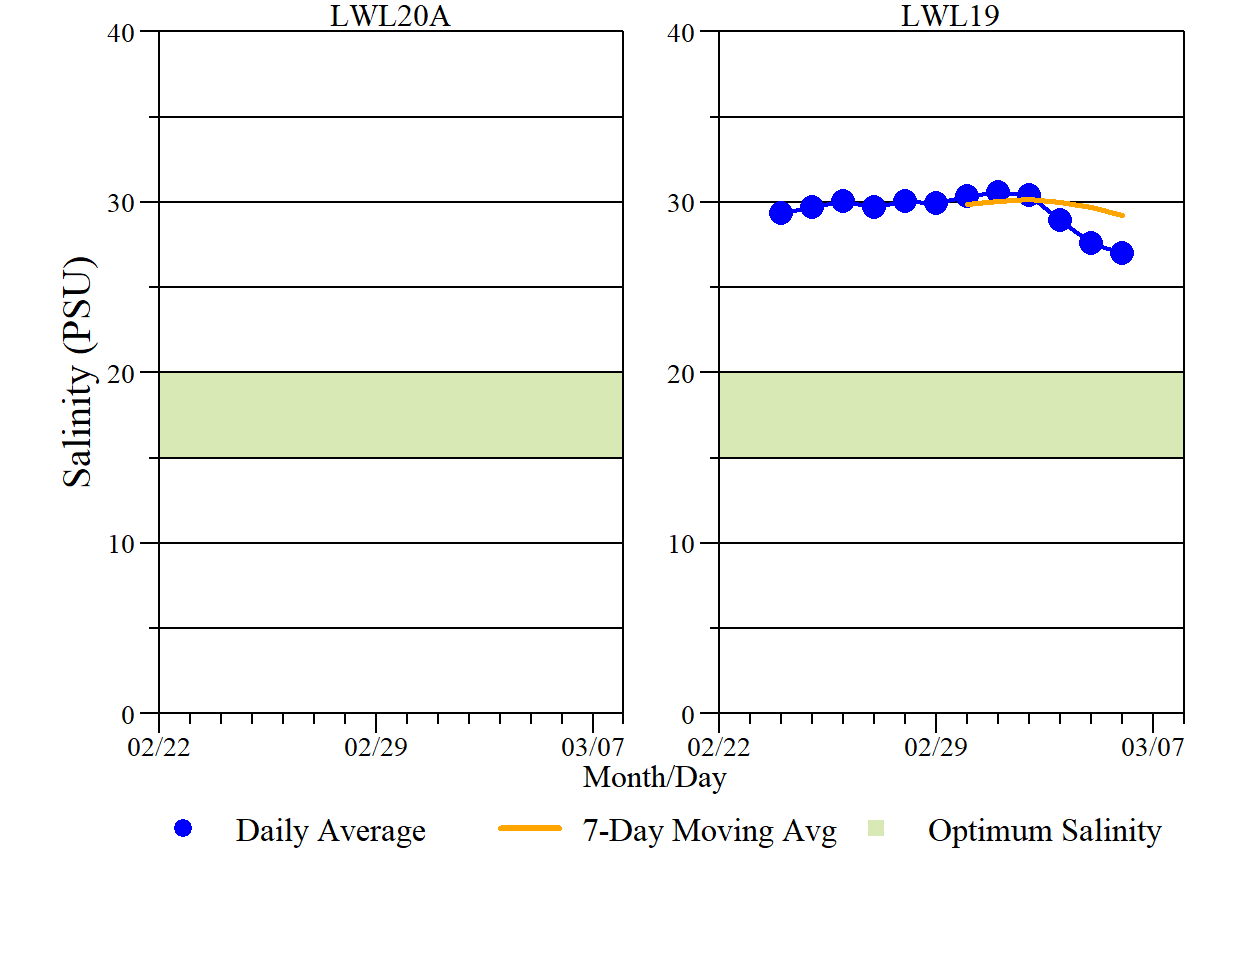 LWL20A
LWL19
40
30
20
10
0
40
30
20
10
0
Salinity (PSU)
02/22
02/29
03/07
02/22
02/29
03/07
Month/Day
Daily Average
7-Day Moving Avg
Optimum Salinity